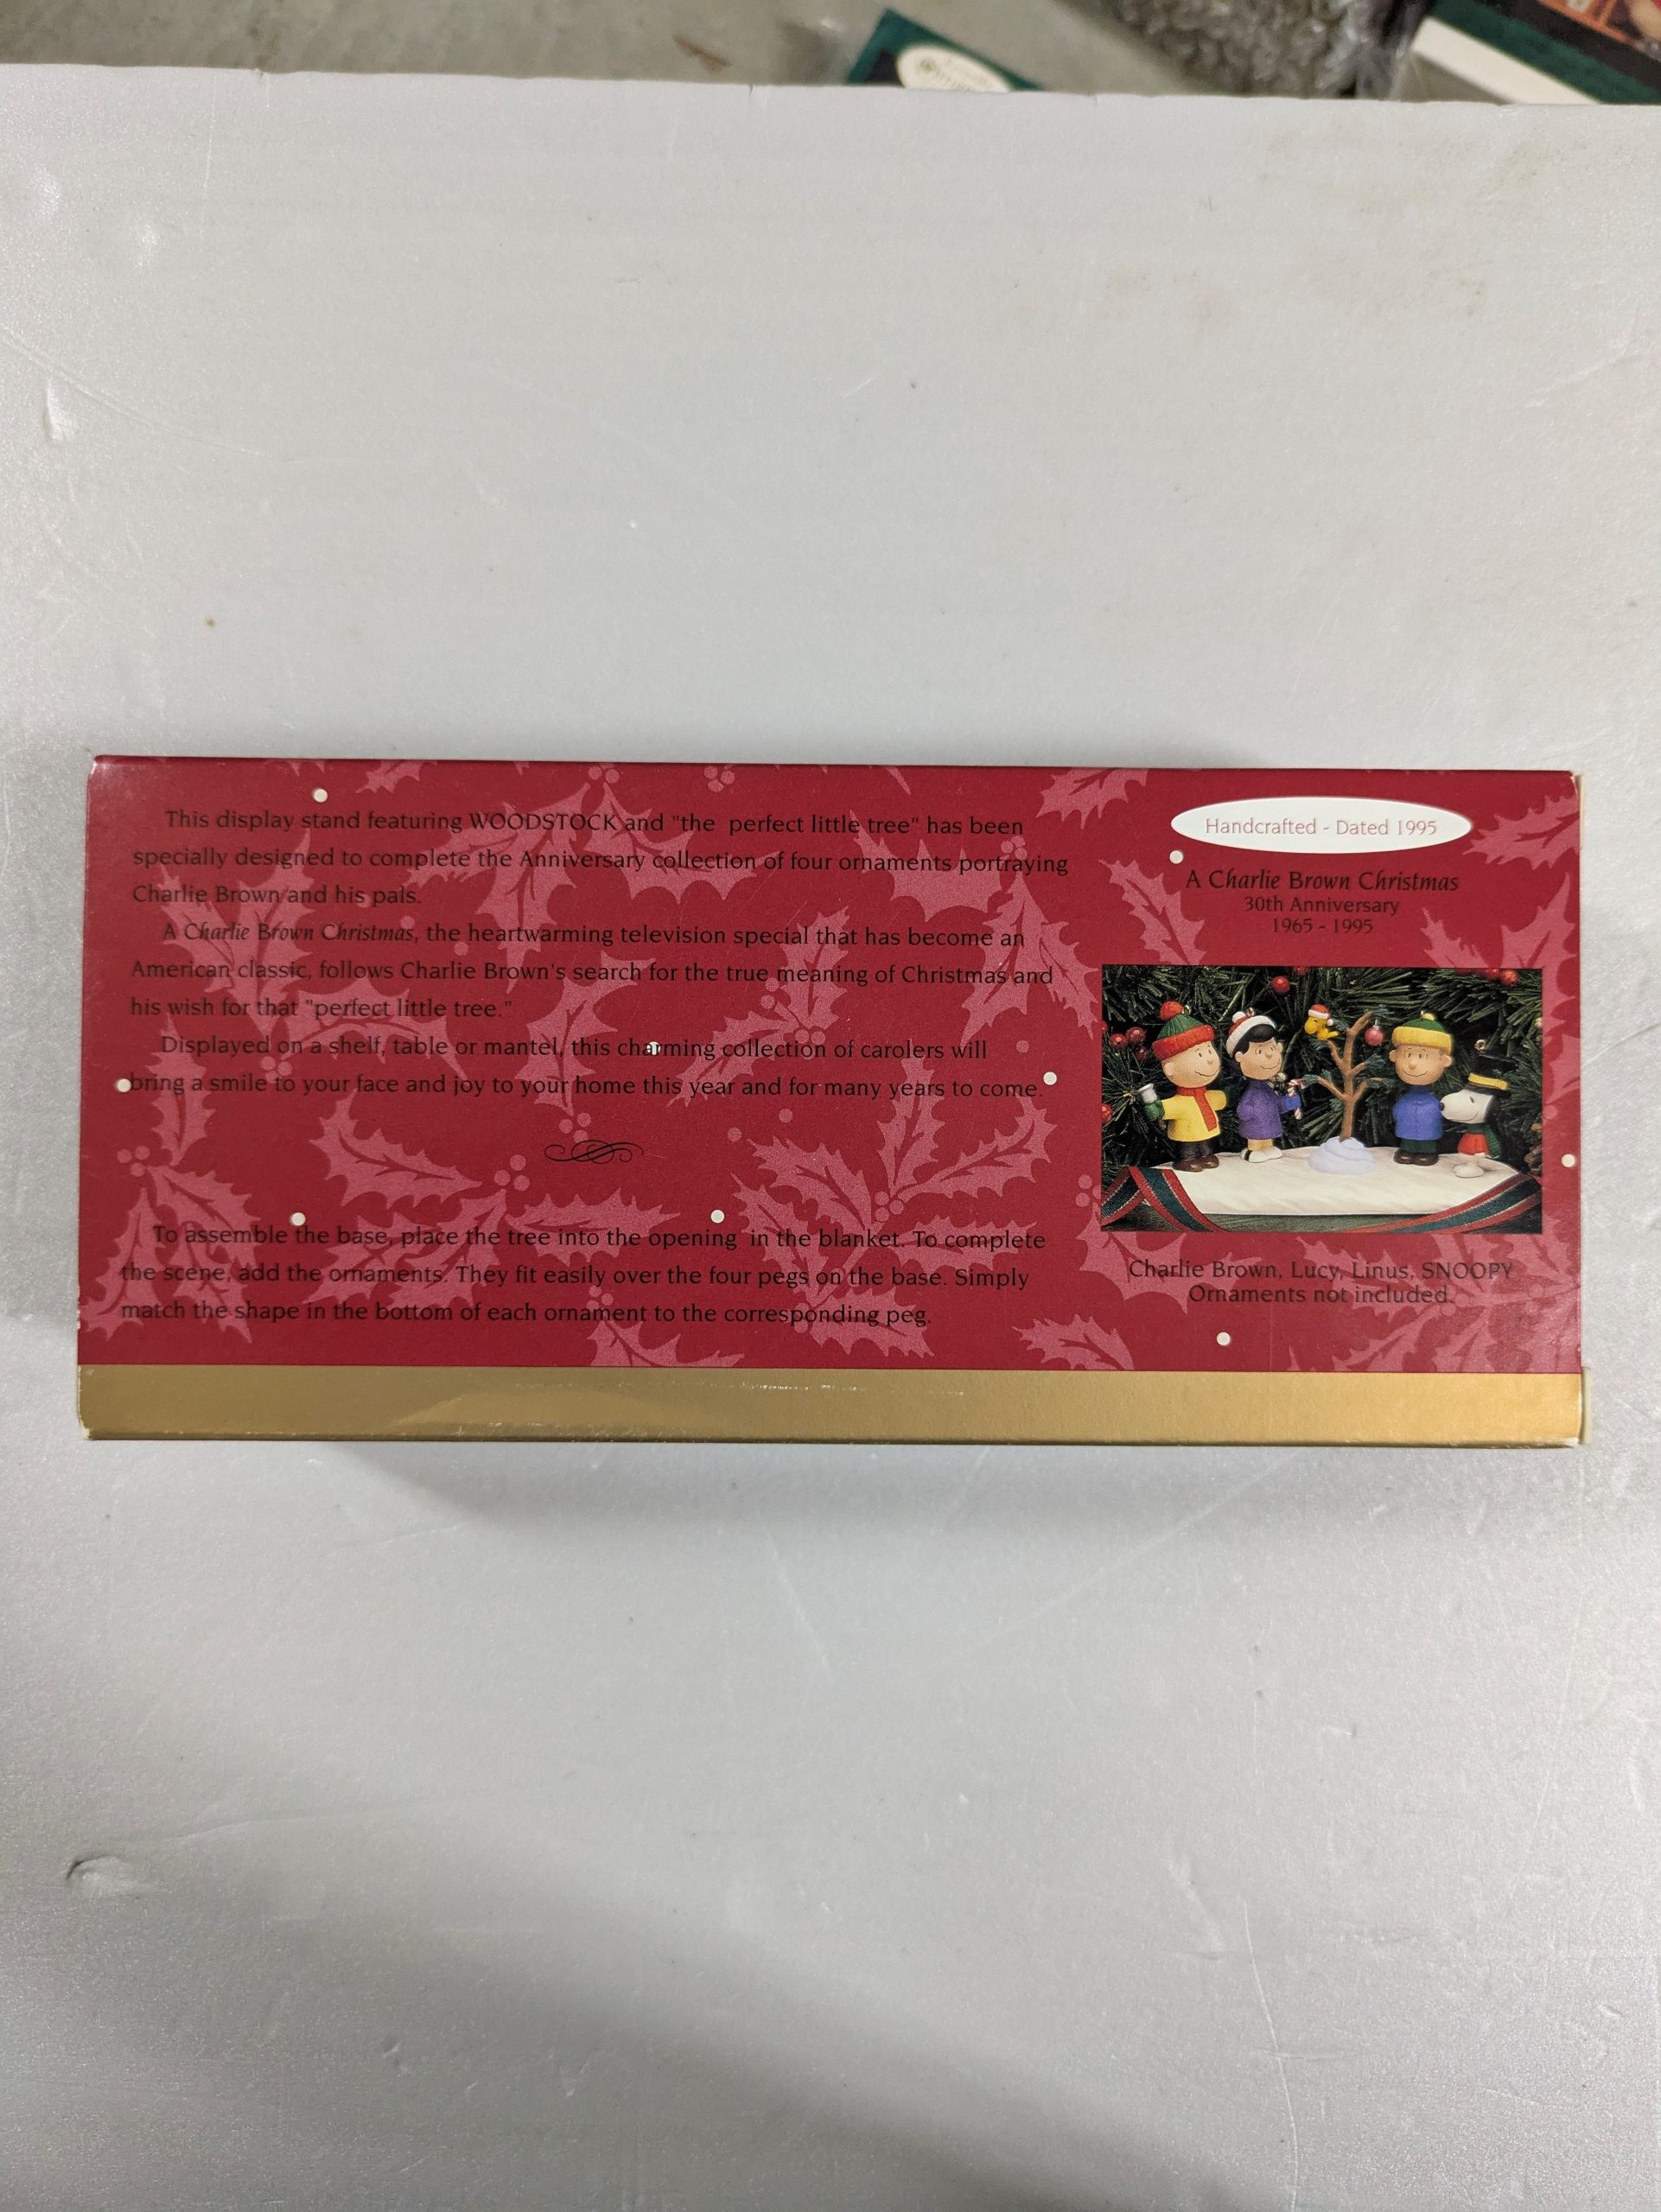 This display stand featuring WOODSTOCK and "the perfect little tree" has been
specially designed to complete the Anniversary collection of four ornaments portraying
Charlie Brown and his pals.
A Charlie Brown Christmas, the heartwarming television special that has become an
American classic, follows Charlie Brown's search for the true meaning of Christmas and
his wish for that "perfect little tree."
Displayed on a shelf, table or mantel, this charming collection of carolers will
bring a smile to your face and joy to your home this year and for many years to come.
To assemble the base, place the tree into the opening in the blanket. To complete
the scene, add the ornaments. They fit easily over the four pegs on the base. Simply
match the shape in the bottom of each ornament to the corresponding peg.
Handcrafted - Dated 1995
A Charlie Brown Christmas
30th Anniversary
1965 - 1995
Charlie Brown, Lucy, Linus, SNOOPY
Ornaments not included.